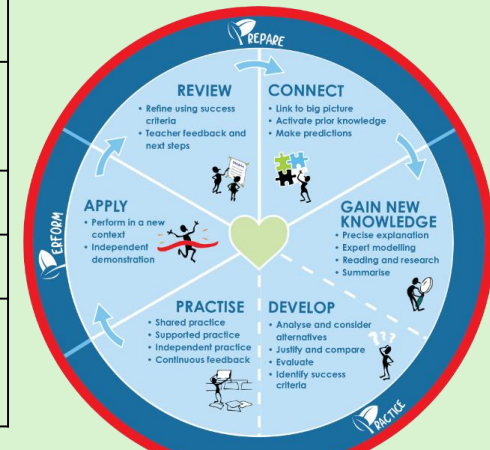 PREPARE
REVIEW
• Refine using success
criteria
• Teacher feedback and
next steps
CONNECT
• Link to big picture
• Activate prior knowledge
• Make predictions
GAIN NEW
KNOWLEDGE
• Precise explanation
• Expert modelling
• Reading and research
• Summarise
DEVELOP
• Analyse and consider
alternatives
• Justify and compare
• Evaluate
• Identify success
criteria
???
PRACTICE
PRACTISE
• Shared practice
• Supported practice
• Independent practice
• Continuous feedback
APPLY
• Perform in a new
context
• Independent
demonstration
PERFORM